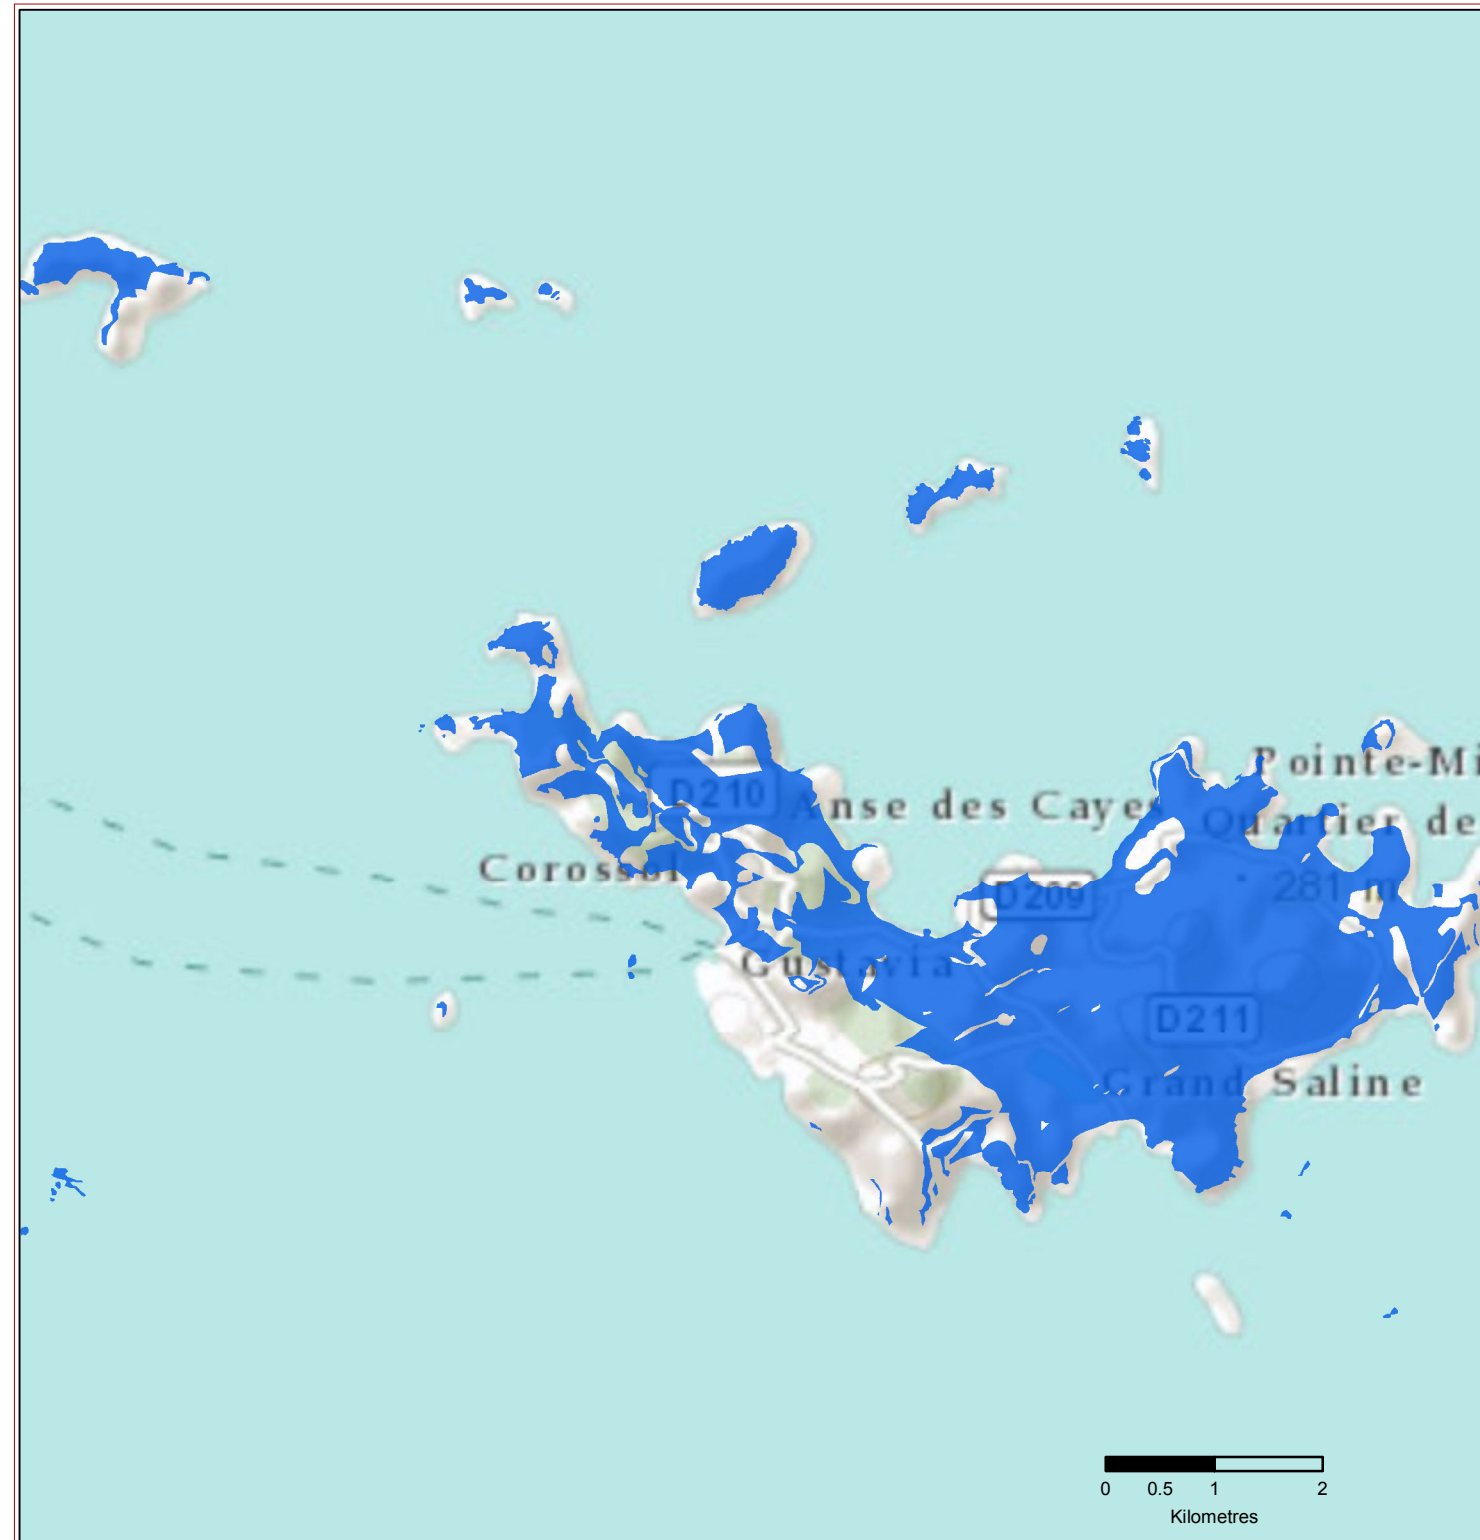 Pointe-Mi
D210
Anse des Cayes
Quartier de
Corossol
D209
281 m
Gustavia
D211
Grand Saline
0 0.5 1 2
Kilometres